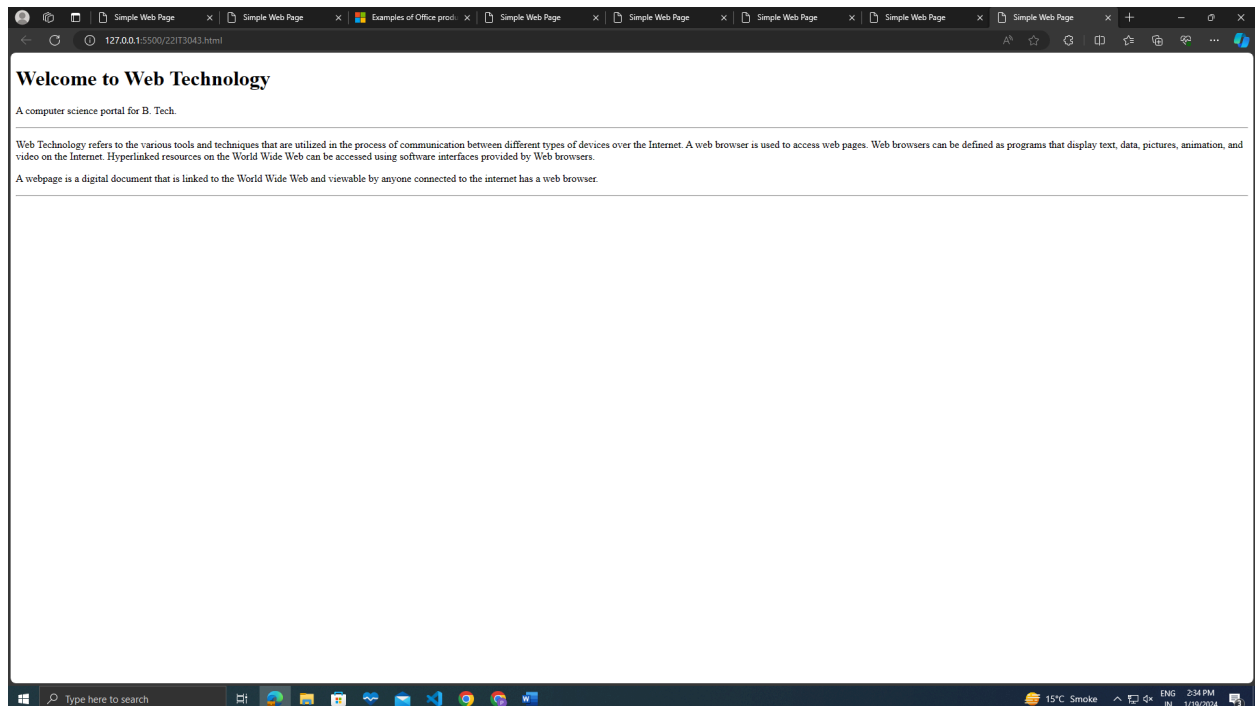 Simple Web Page
Simple Web Page
Examples of Office produ
Simple Web Page
Simple Web Page
Simple Web Page
Simple Web Page
Simple Web Page
127.0.0.1:5500/22IT3043.html
Welcome to Web Technology
A computer science portal for B. Tech.
Web Technology refers to the various tools and techniques that are utilized in the process of communication between different types of devices over the Internet. A web browser is used to access web pages. Web browsers can be defined as programs that display text, data, pictures, animation, and
video on the Internet. Hyperlinked resources on the World Wide Web can be accessed using software interfaces provided by Web browsers.
A webpage is a digital document that is linked to the World Wide Web and viewable by anyone connected to the internet has a web browser.
Type here to search
15°C Smoke
ENG
IN
2:34 PM
1/19/2024